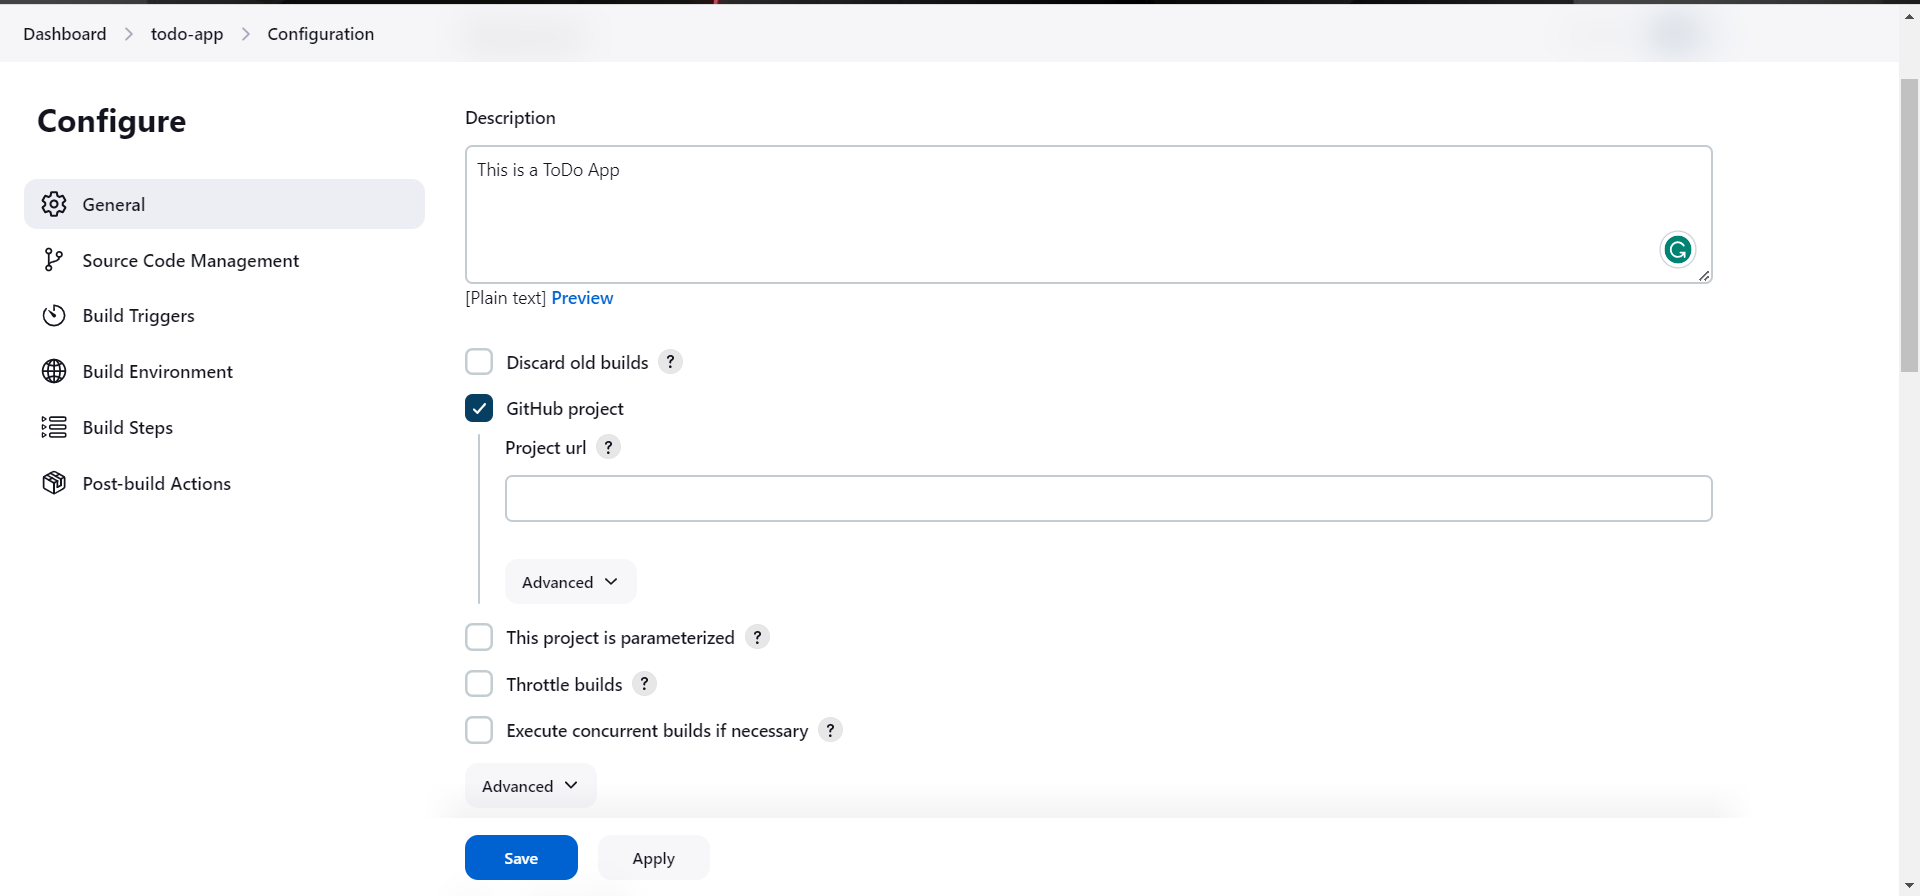 Dashboard > todo-app > Configuration
Configure
General
Source Code Management
Build Triggers
Build Environment
Build Steps
Post-build Actions
Description
This is a ToDo App
[Plain text] Preview
Discard old builds ?
GitHub project
Project url ?
Advanced
This project is parameterized ?
Throttle builds ?
Execute concurrent builds if necessary ?
Advanced
Save
Apply